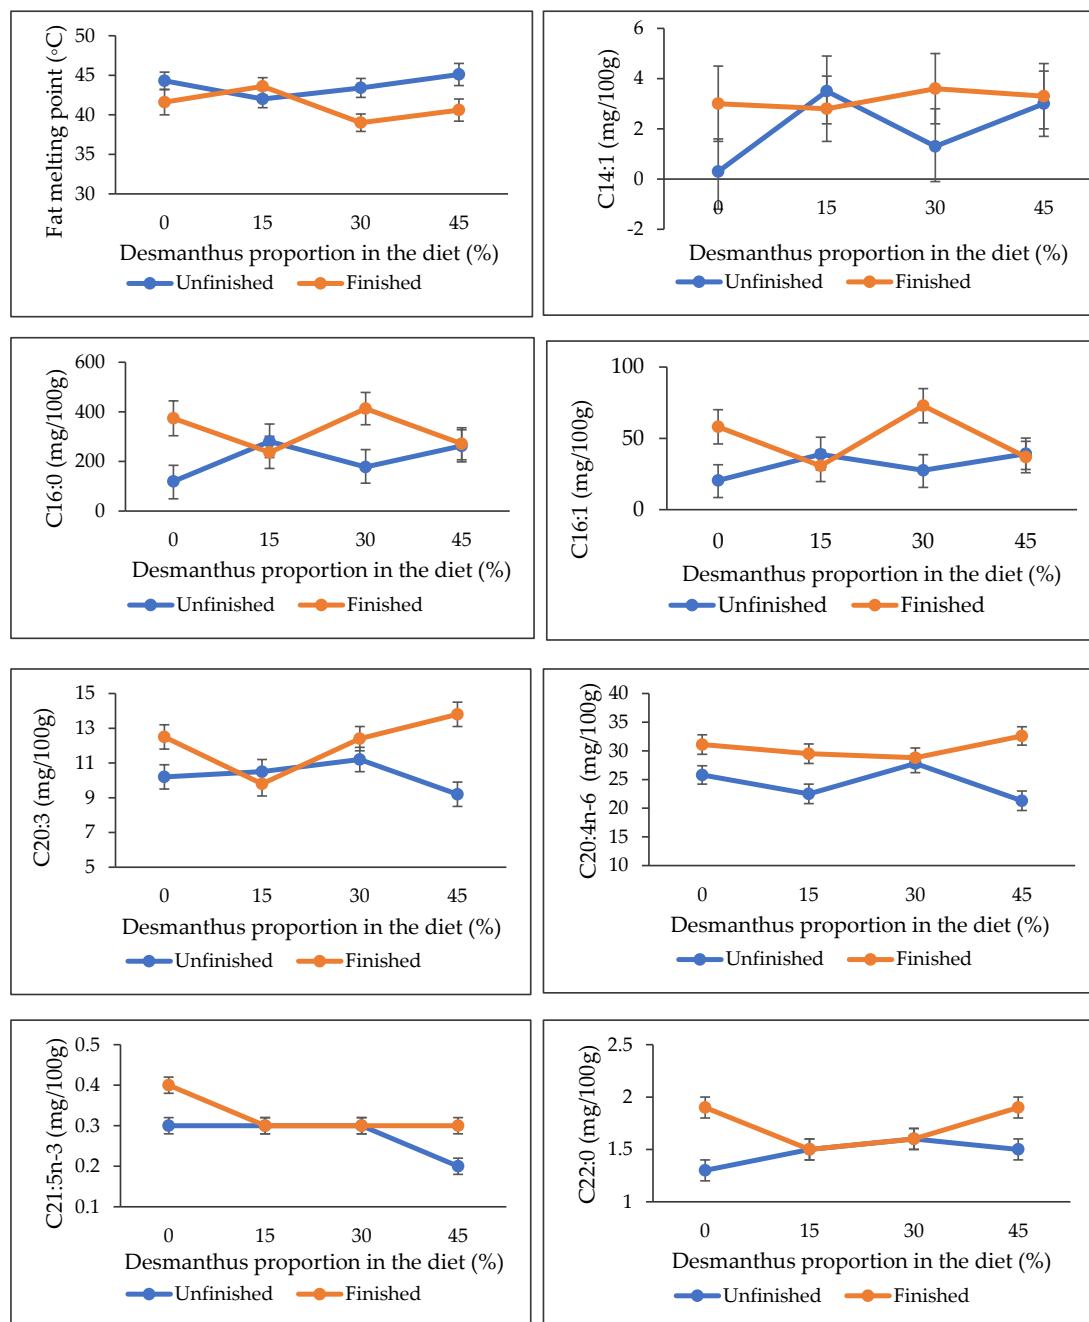 Fat melting point (◦C)
50
45
40
35
30
0 15 30 45
Desmanthus proportion in the diet (%)
Unfinished Finished
C14:1 (mg/100g)
6
4
2
0
-2
0 15 30 45
Desmanthus proportion in the diet (%)
Unfinished Finished
C16:0 (mg/100g)
600
400
200
0
0 15 30 45
Desmanthus proportion in the diet (%)
Unfinished Finished
C16:1 (mg/100g)
100
50
0
0 15 30 45
Desmanthus proportion in the diet (%)
Unfinished Finished
C20:3 (mg/100g)
15
13
11
9
7
5
0 15 30 45
Desmanthus proportion in the diet (%)
Unfinished Finished
C20:4n-6 (mg/100g)
40
35
30
25
20
15
10
0 15 30 45
Desmanthus proportion in the diet (%)
Unfinished Finished
C21:5n-3 (mg/100g)
0.5
0.4
0.3
0.2
0.1
0 15 30 45
Desmanthus proportion in the diet (%)
Unfinished Finished
C22:0 (mg/100g)
2.5
2
1.5
1
0 15 30 45
Desmanthus proportion in the diet (%)
Unfinished Finished